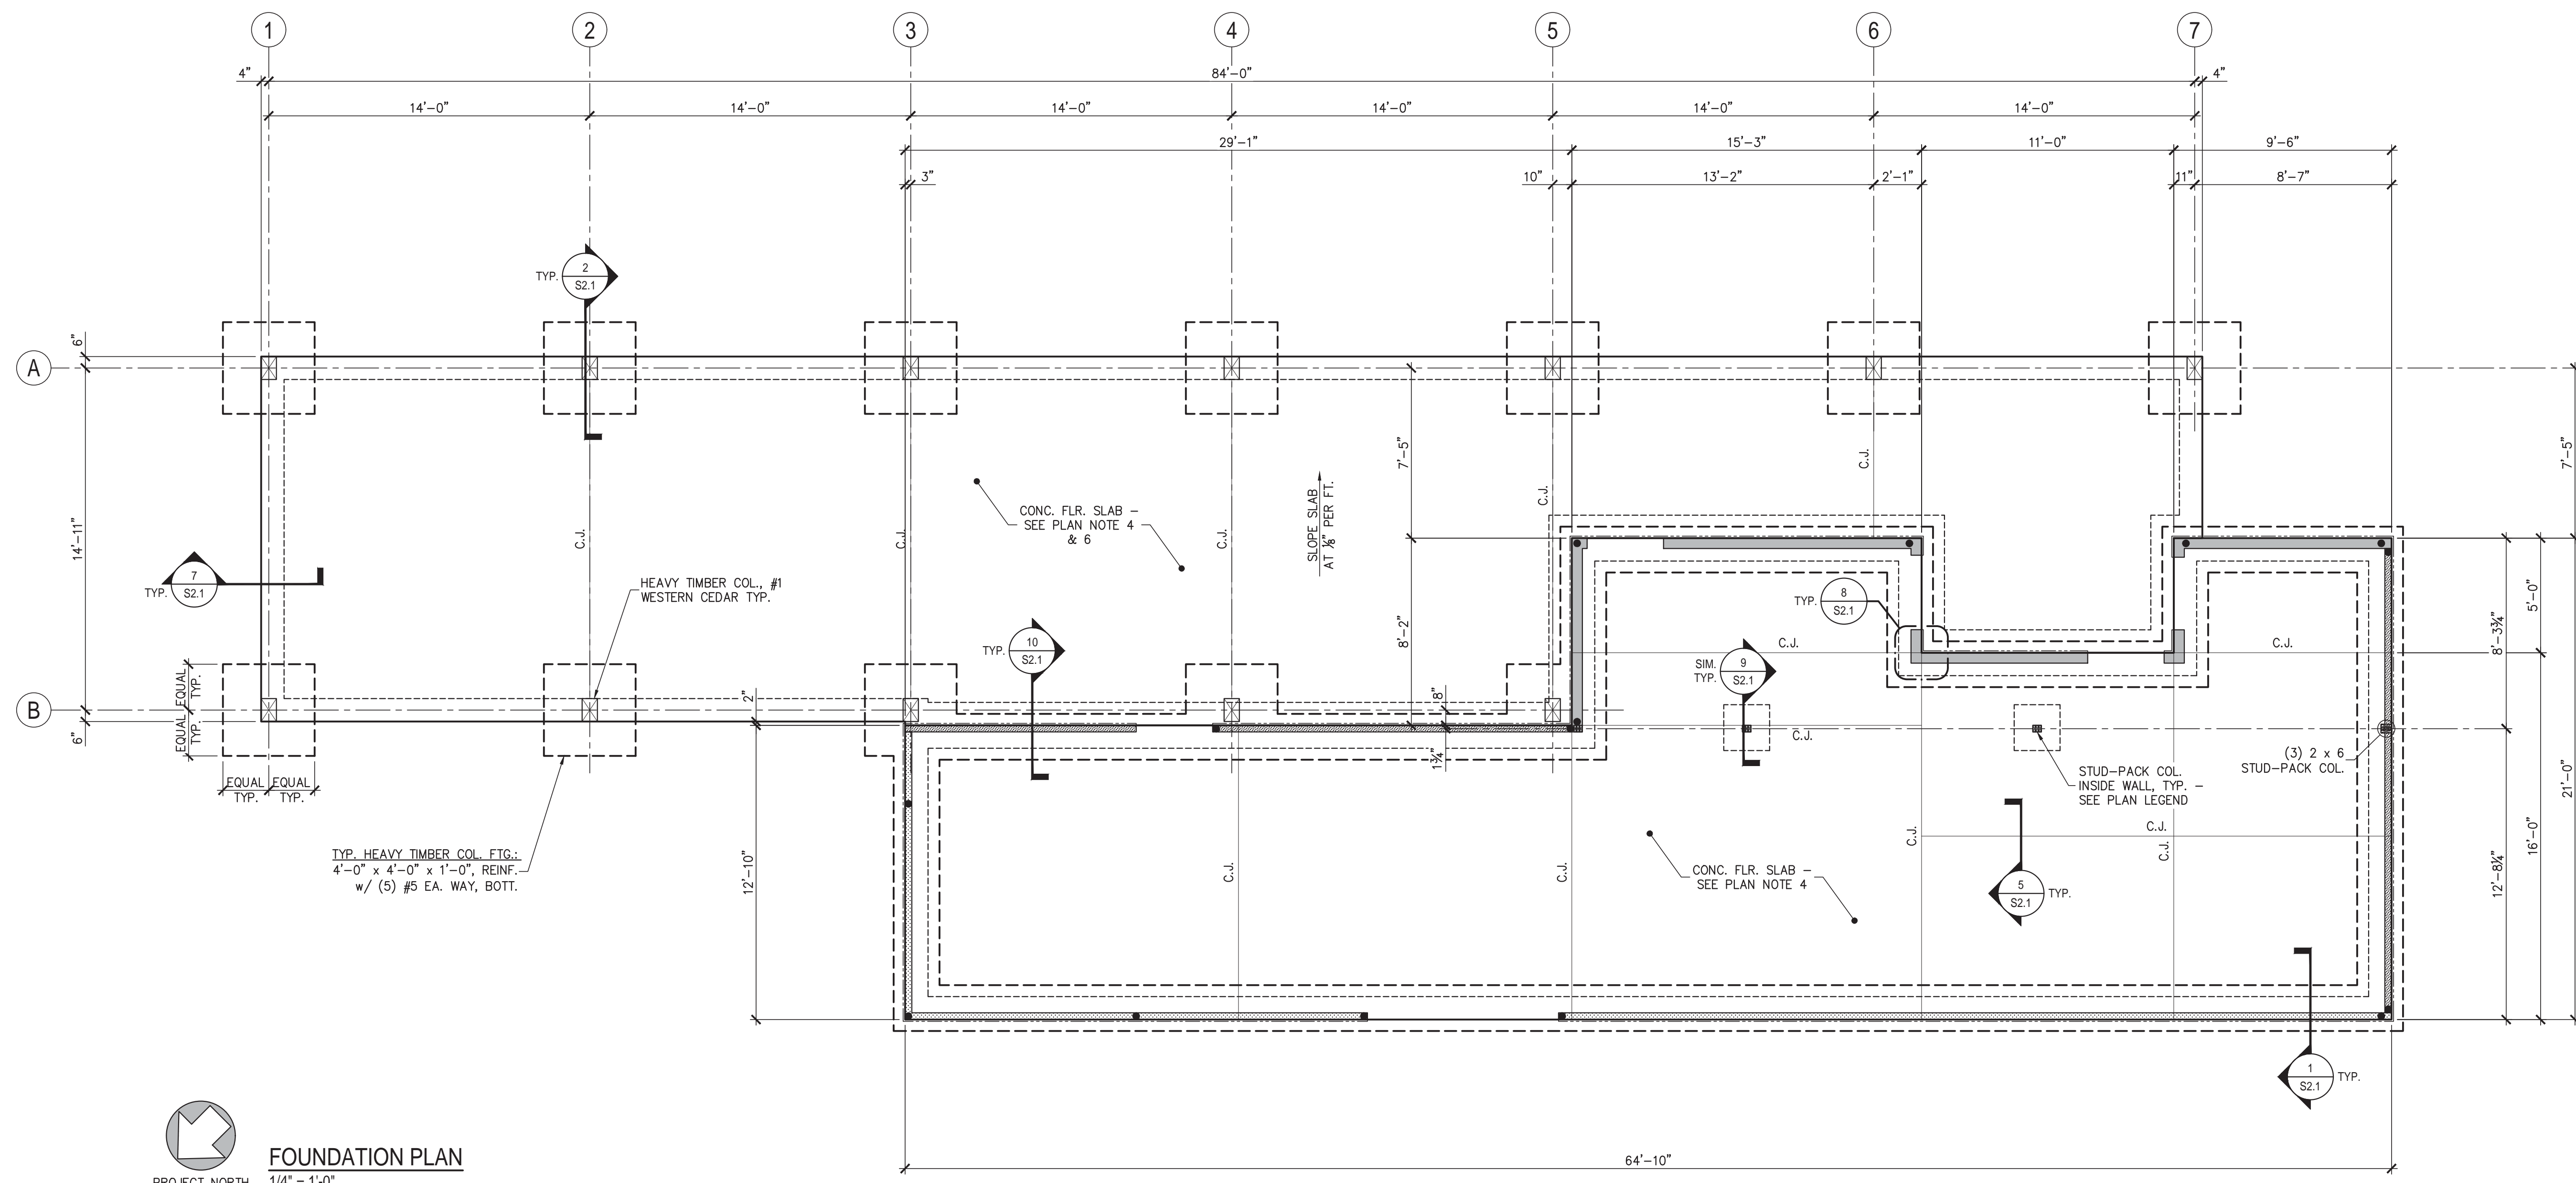 1 2 3 4 5 6 7
4" 84'-0" 4"
14'-0" 14'-0" 14'-0" 14'-0" 14'-0" 14'-0"
29'-1" 15'-3" 11'-0" 9'-6"
3" 10" 13'-2" 2'-1" 11" 8'-7"
TYP. 2
S2.1
6"
A
14'-11"
7'-5"
7'-5"
C.J.
C.J.
C.J.
C.J.
C.J.
C.J.
CONC. FLR. SLAB –
SEE PLAN NOTE 4
& 6
SLOPE SLAB
AT ⅛" PER FT.
TYP. 7
S2.1
HEAVY TIMBER COL., #1
WESTERN CEDAR TYP.
TYP. 10
S2.1
8'-2"
TYP. 8
S2.1
C.J.
C.J.
5'-0"
8'-3¾"
SIM.
TYP.
9
S2.1
EQUAL EQUAL
TYP. TYP.
B
6"
2"
8"
1¾"
C.J.
(3) 2 x 6
STUD-PACK COL.
STUD-PACK COL.
INSIDE WALL, TYP. –
SEE PLAN LEGEND
21'-0"
EQUAL EQUAL
TYP. TYP.
TYP. HEAVY TIMBER COL. FTG.:
4'-0" x 4'-0" x 1'-0", REINF.
w/ (5) #5 EA. WAY, BOTT.
12'-10"
C.J.
C.J.
C.J.
C.J.
C.J.
CONC. FLR. SLAB –
SEE PLAN NOTE 4
5
S2.1
TYP.
12'-8¼"
16'-0"
1
S2.1
TYP.
64'-10"
PROJECT NORTH
FOUNDATION PLAN
1/4" = 1'-0"